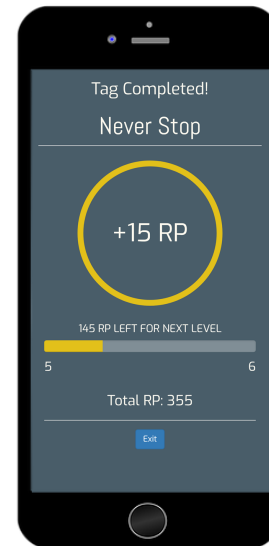 Tag Completed!
Never Stop
+15 RP
145 RP LEFT FOR NEXT LEVEL
5 6
Total RP: 355
Exit